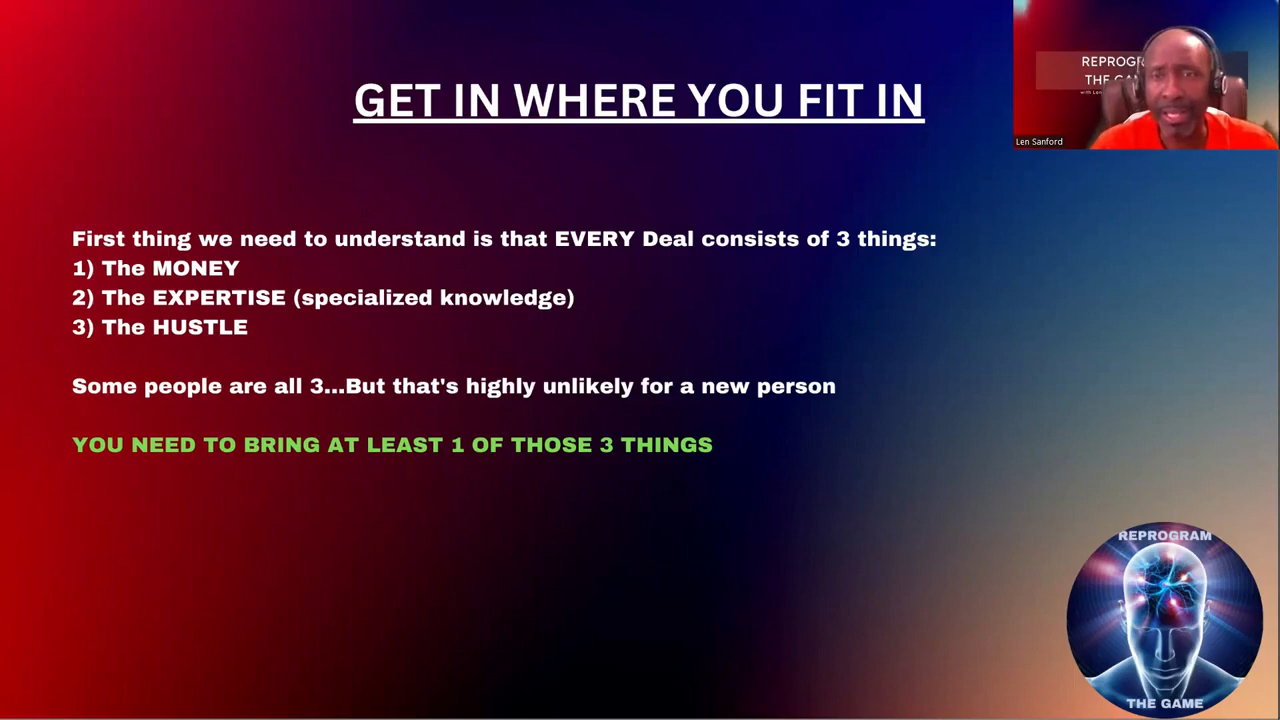 GET IN WHERE YOU FIT IN
REPROGR
THE GAM
Len Sanford
First thing we need to understand is that EVERY Deal consists of 3 things:
1) The MONEY
2) The EXPERTISE (specialized knowledge)
3) The HUSTLE
Some people are all 3...But that's highly unlikely for a new person
YOU NEED TO BRING AT LEAST 1 OF THOSE 3 THINGS
REPROGRAM
THE GAME